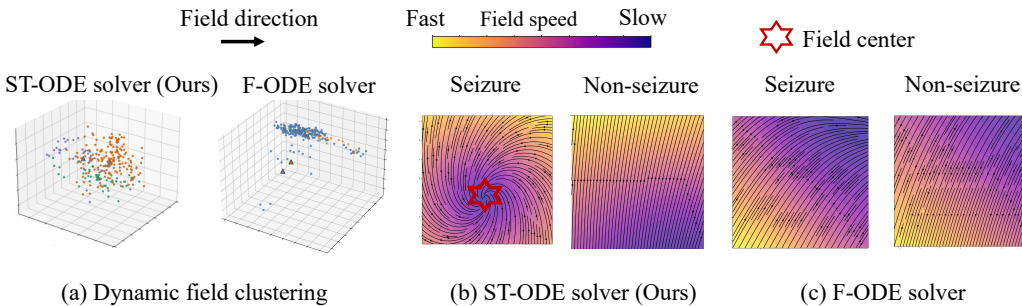 Field direction
Fast Field speed Slow
Field center
ST-ODE solver (Ours) F-ODE solver
Seizure Non-seizure
Seizure Non-seizure
(a) Dynamic field clustering
(b) ST-ODE solver (Ours)
(c) F-ODE solver